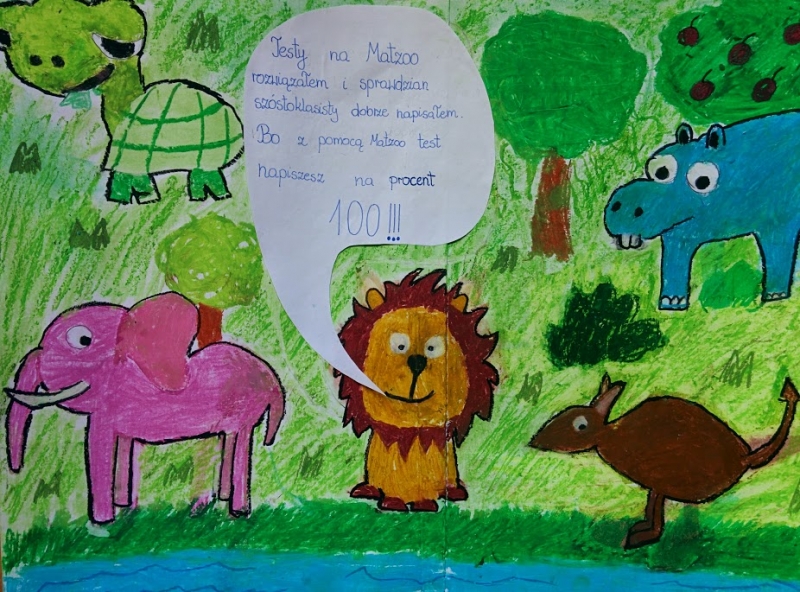 Testy na Matzoo
rozwiązałem i sprawdzian
szóstoklasisty dobrze napisałem.
Bo z pomocą Matzoo test
napiszesz na procent
100!!!